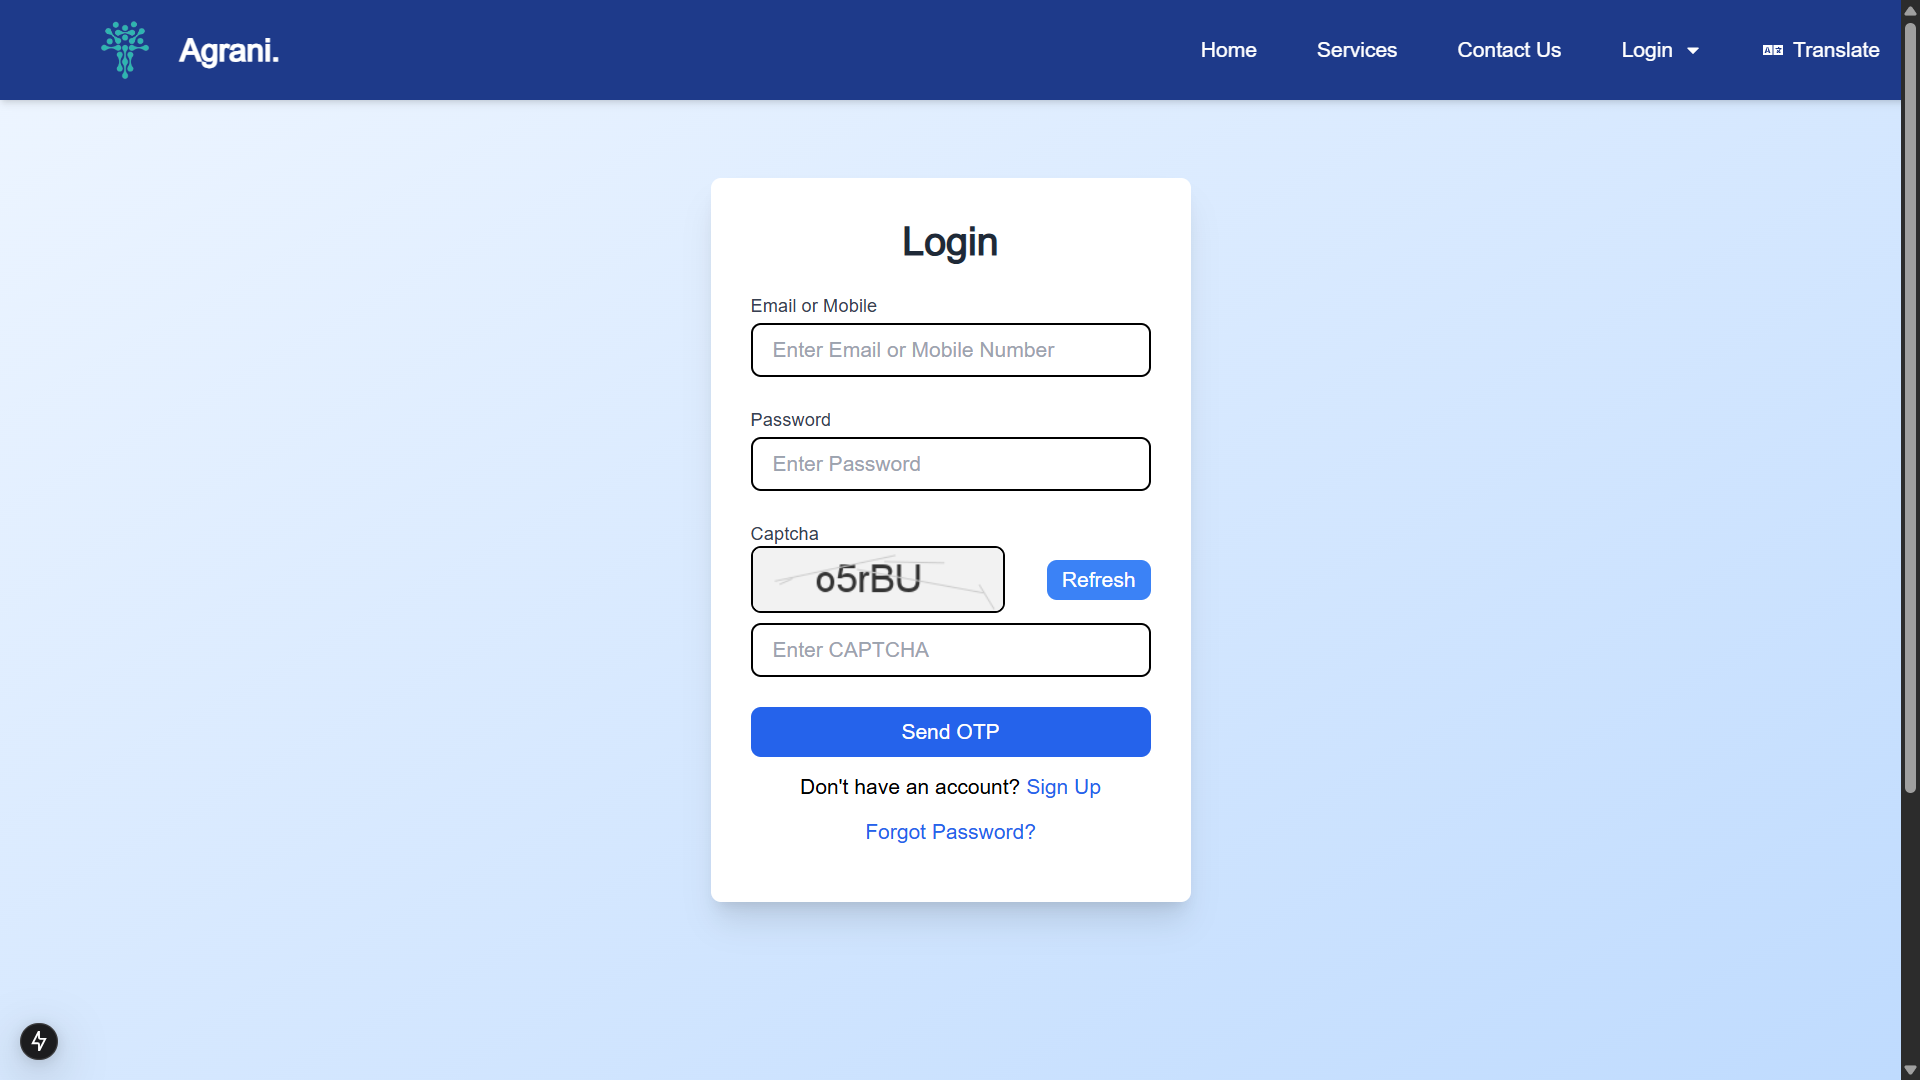 Agrani.
Home
Services
Contact Us
Login
Translate
Login
Email or Mobile
Enter Email or Mobile Number
Password
Enter Password
Captcha
o5rBU
Refresh
Enter CAPTCHA
Send OTP
Don't have an account? Sign Up
Forgot Password?